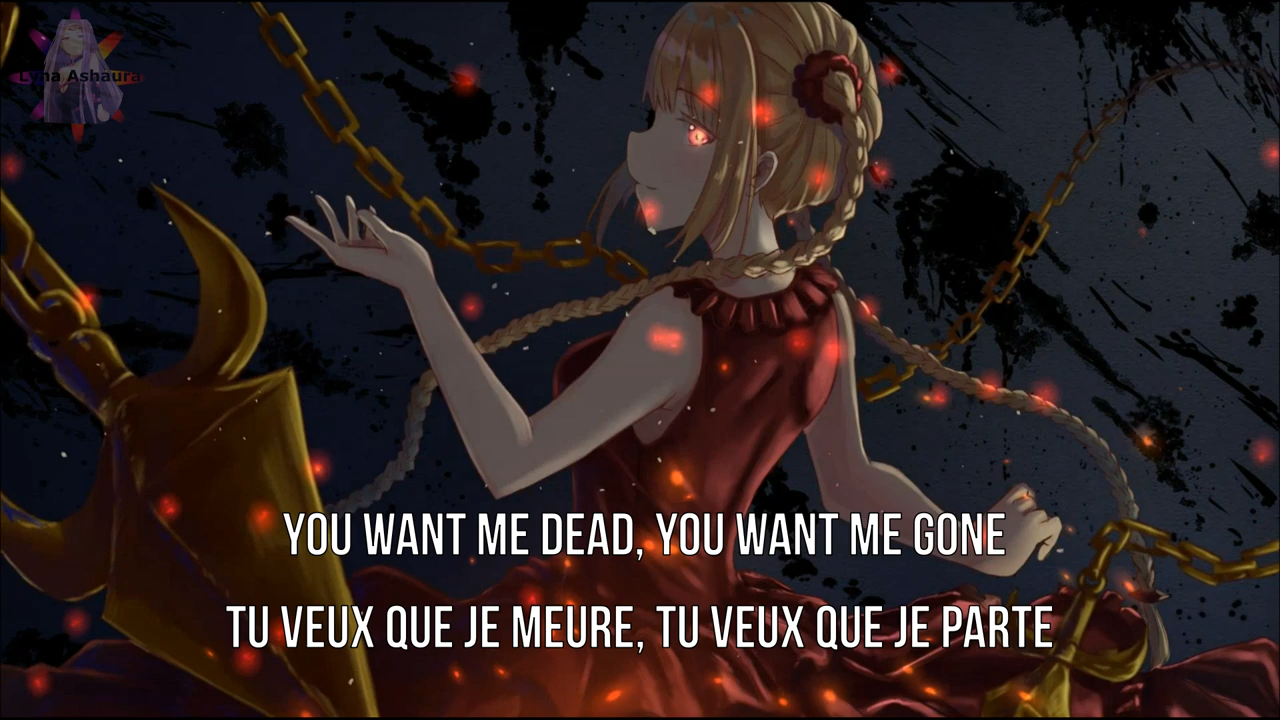 Lyna Ashaura
YOU WANT ME DEAD, YOU WANT ME GONE
TU VEUX QUE JE MEURE, TU VEUX QUE JE PARTE